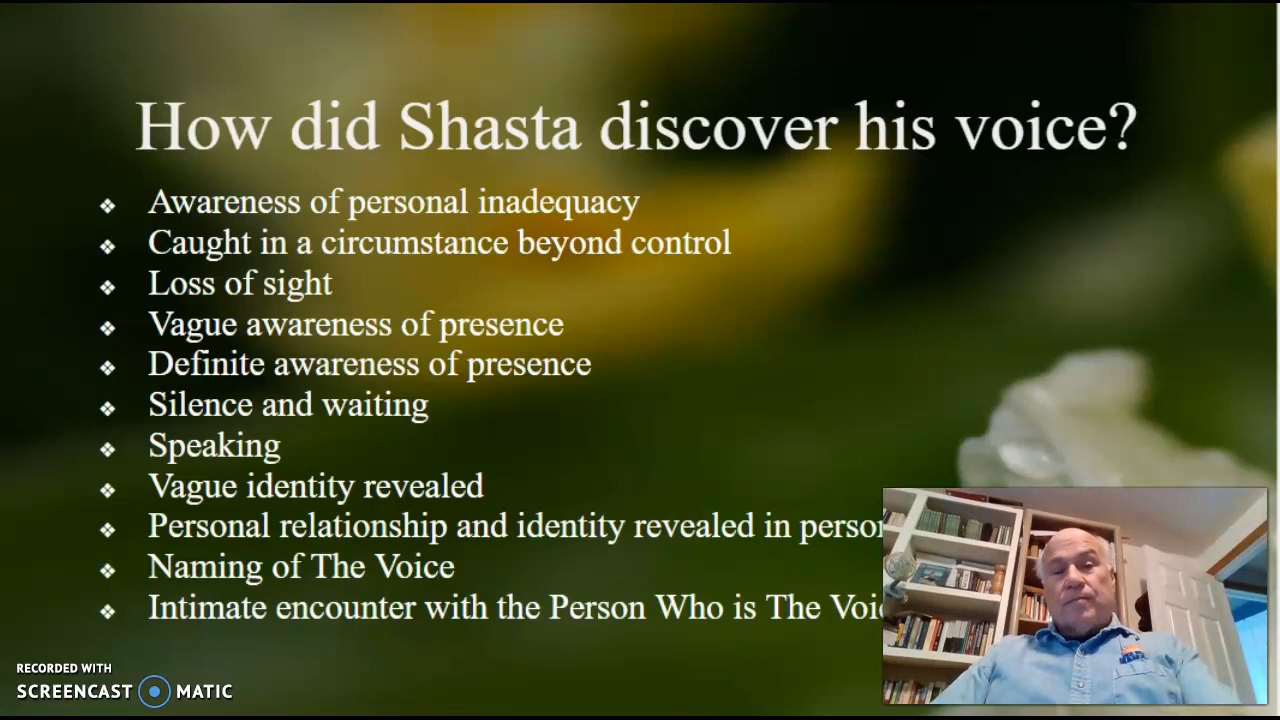 How did Shasta discover his voice?
❖ Awareness of personal inadequacy
❖ Caught in a circumstance beyond control
❖ Loss of sight
❖ Vague awareness of presence
❖ Definite awareness of presence
❖ Silence and waiting
❖ Speaking
❖ Vague identity revealed
❖ Personal relationship and identity revealed in
❖ Naming of The Voice
❖ Intimate encounter with the Person Who is The
RECORDED WITH
SCREENCAST MATIC